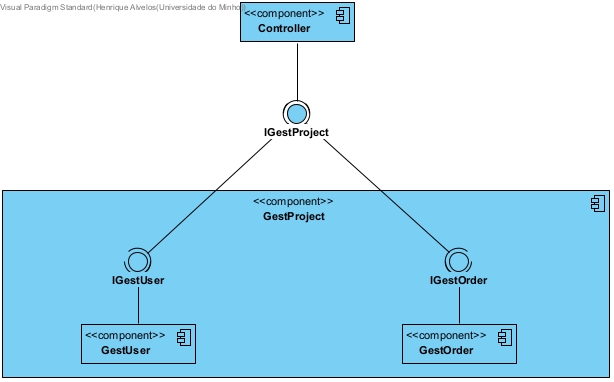 Visual Paradigm Standard(Henrique Alvelos(Universidade do Minho))
<<component>>
Controller
IGestProject
<<component>>
GestProject
IGestUser
IGestOrder
<<component>>
GestUser
<<component>>
GestOrder